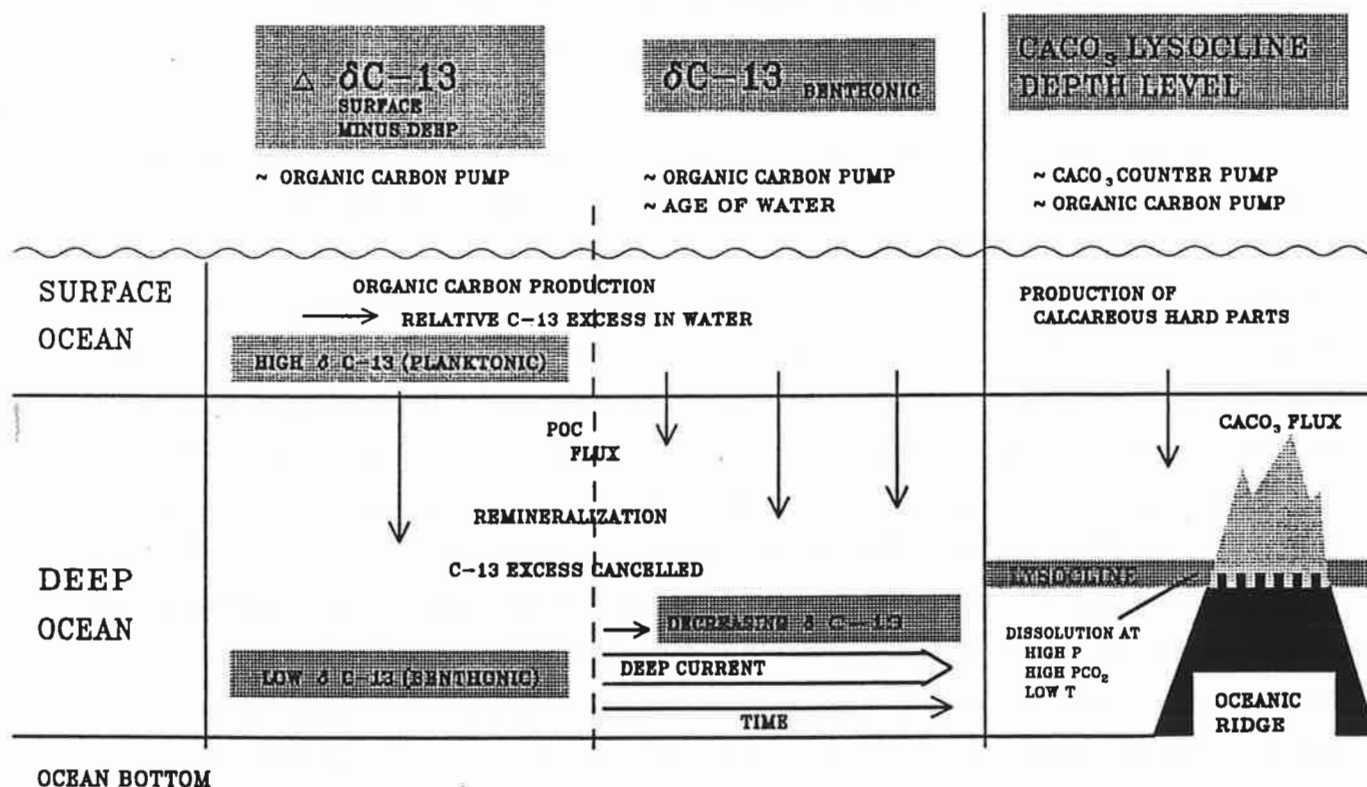 △ δC-13
SURFACE
MINUS DEEP
~ ORGANIC CARBON PUMP
δC-13 BENTHONIC
~ ORGANIC CARBON PUMP
~ AGE OF WATER
CACO₃ LYSOCLINE
DEPTH LEVEL
~ CACO₃ COUNTER PUMP
~ ORGANIC CARBON PUMP
SURFACE
OCEAN
ORGANIC CARBON PRODUCTION
RELATIVE C-13 EXCESS IN WATER
HIGH δ C-13 (PLANKTONIC)
PRODUCTION OF
CALCAREOUS HARD PARTS
DEEP
OCEAN
POC
FLUX
REMINERALIZATION
C-13 EXCESS CANCELLED
DECREASING δ C-13
LOW δ C-13 (BENTHONIC)
DEEP CURRENT
TIME
CACO₃ FLUX
LYSOCLINE
DISSOLUTION AT
HIGH P
HIGH PCO₂
LOW T
OCEANIC
RIDGE
OCEAN BOTTOM